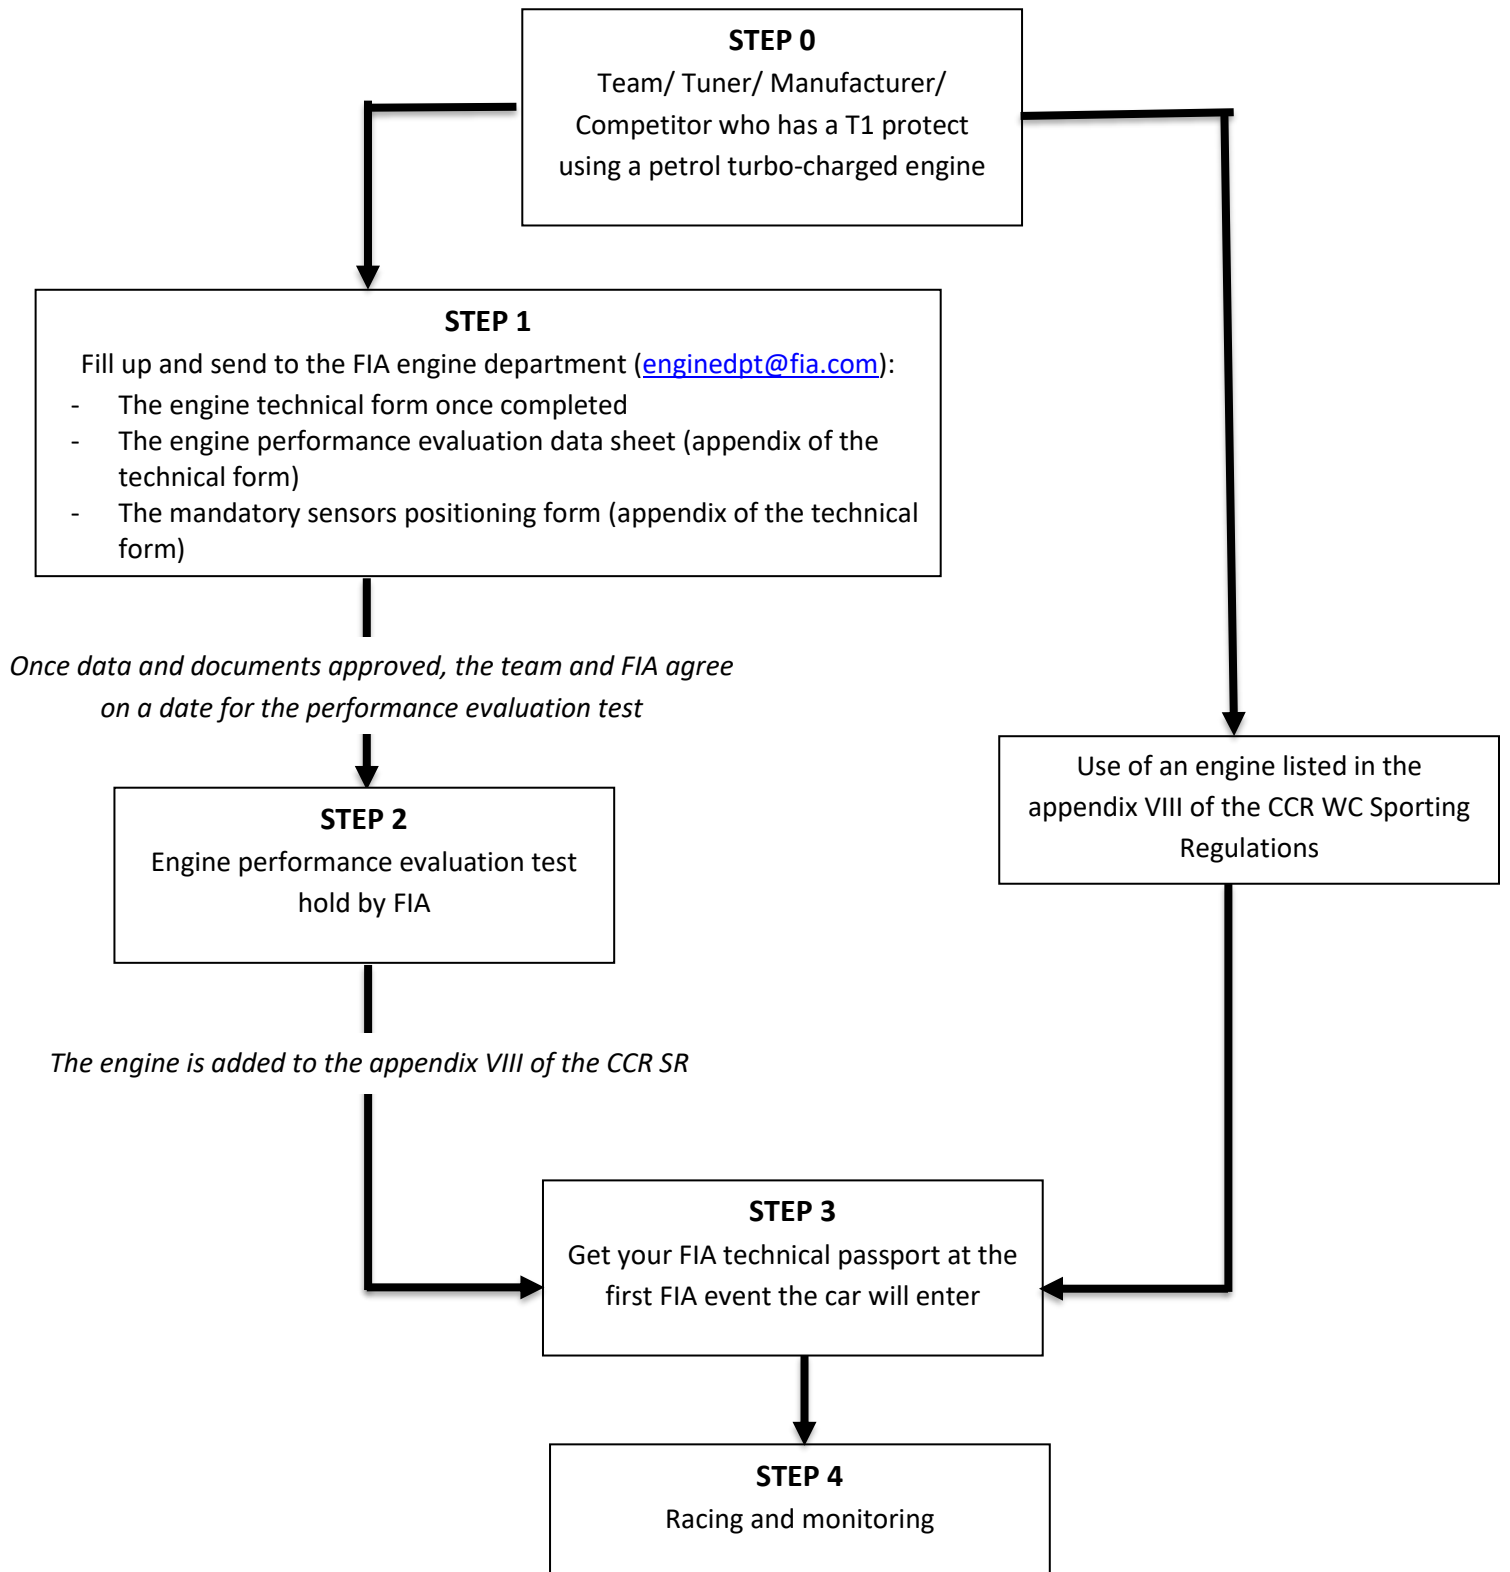 STEP 0
Team/ Tuner/ Manufacturer/
Competitor who has a T1 protect
using a petrol turbo-charged engine
STEP 1
Fill up and send to the FIA engine department (enginedpt@fia.com):
- The engine technical form once completed
- The engine performance evaluation data sheet (appendix of the
technical form)
- The mandatory sensors positioning form (appendix of the technical
form)
Once data and documents approved, the team and FIA agree
on a date for the performance evaluation test
Use of an engine listed in the
appendix VIII of the CCR WC Sporting
Regulations
STEP 2
Engine performance evaluation test
hold by FIA
The engine is added to the appendix VIII of the CCR SR
STEP 3
Get your FIA technical passport at the
first FIA event the car will enter
STEP 4
Racing and monitoring